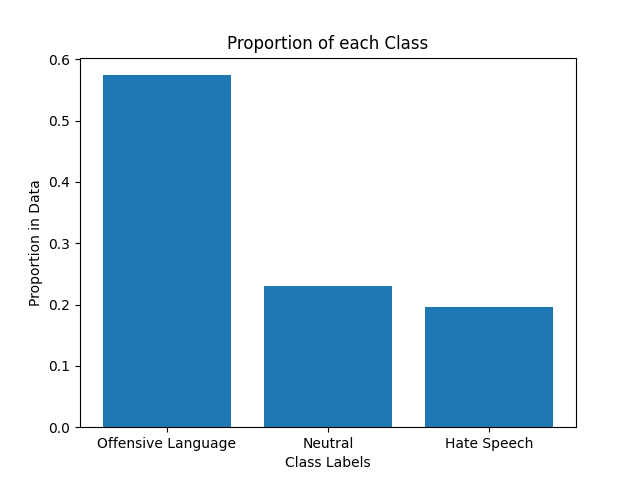 Proportion of each Class
Proportion in Data
0.6
0.5
0.4
0.3
0.2
0.1
0.0
Offensive Language
Neutral
Hate Speech
Class Labels